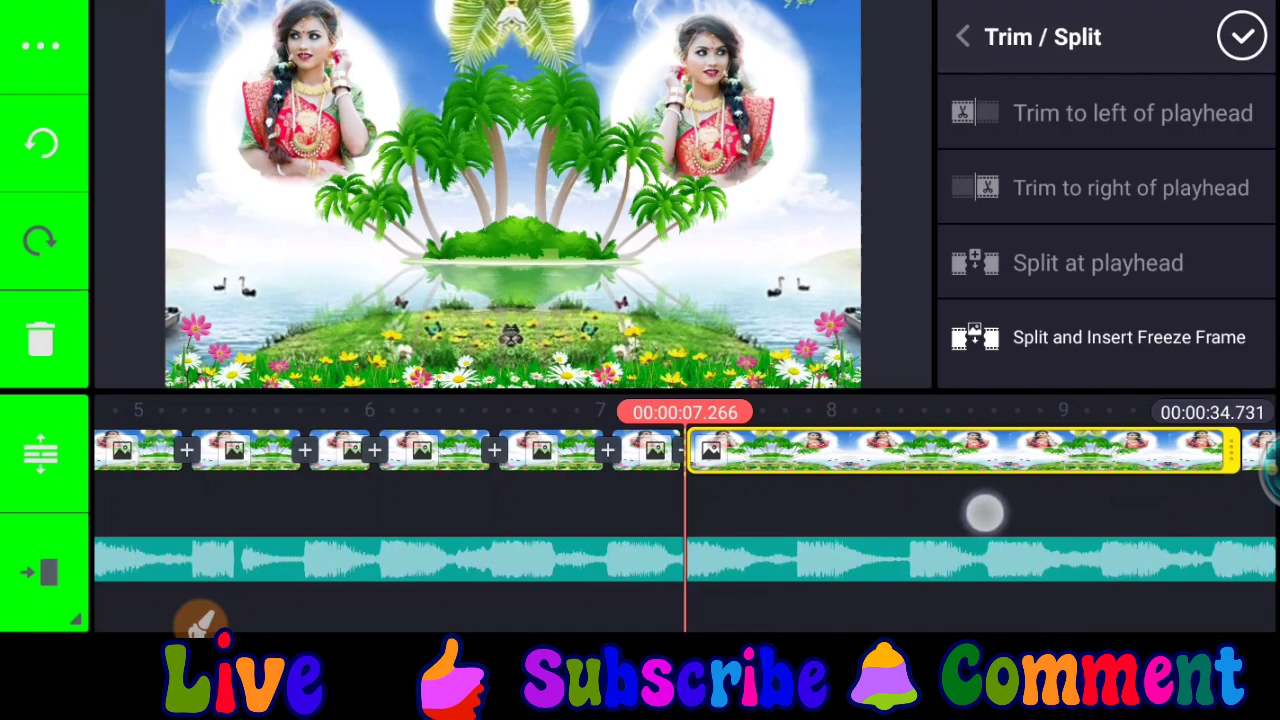 Trim / Split
Trim to left of playhead
Trim to right of playhead
Split at playhead
Split and Insert Freeze Frame
5 6 7 00:00:07.266 8 9 00:00:34.731
Live Subscribe Comment